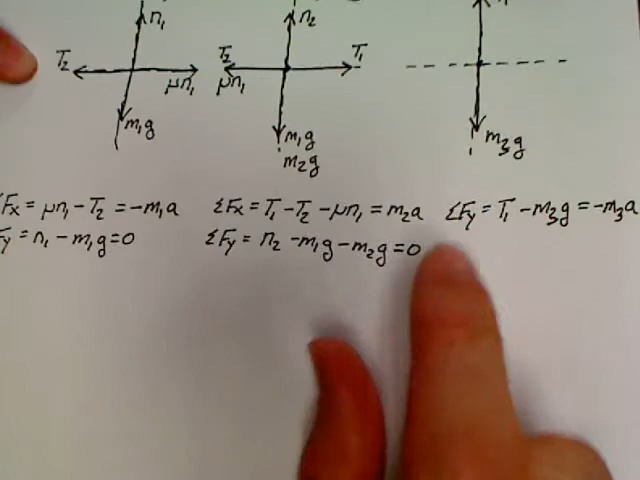 n₁
T₂
μn₁
m₁g
n₂
T₂
T₁
μn₁
m₁g
m₂g
m₃g
Fx = μn₁ - T₂ = -m₁a
Fy = n₁ - m₁g = 0
ΣFx = T₁ - T₂ - μn₁ = m₂a
ΣFy = n₂ - m₁g - m₂g = 0
ΣFy = T₁ - m₃g = -m₃a